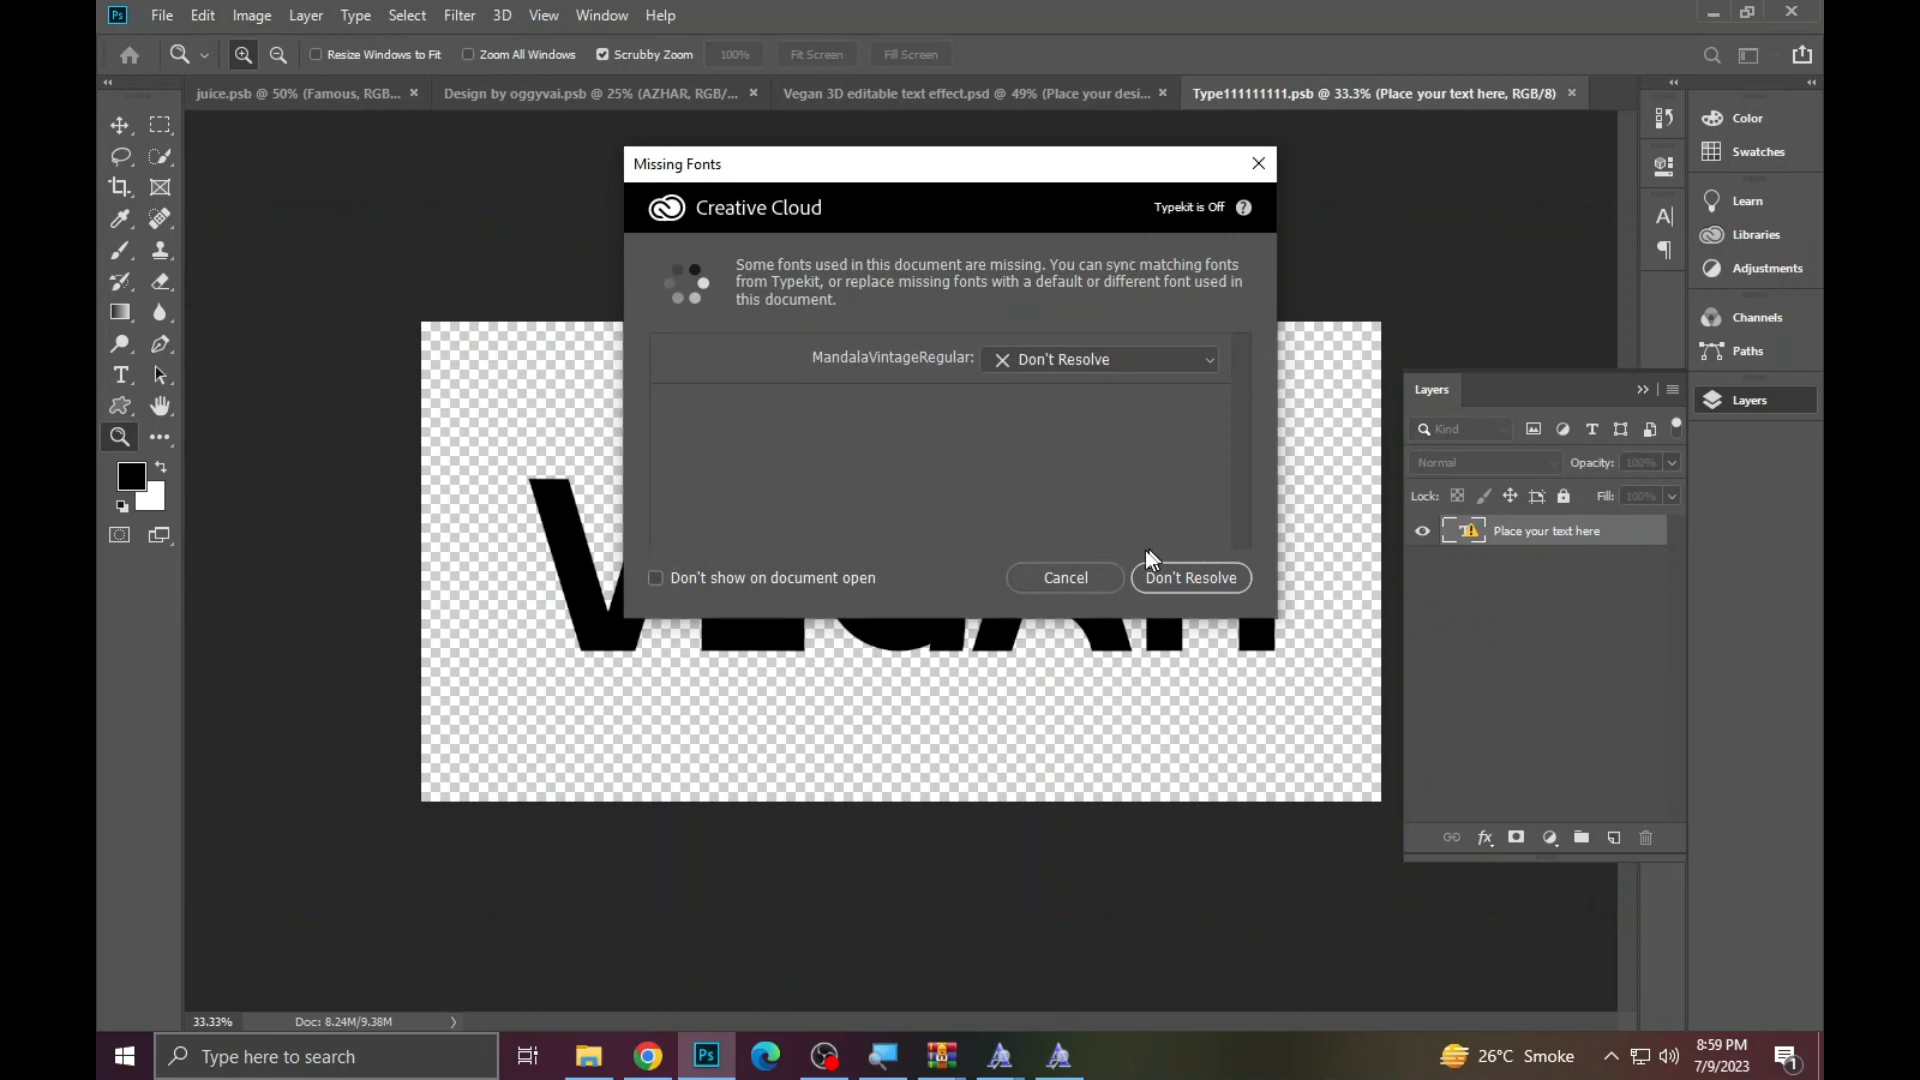 Ps File Edit Image Layer Type Select Filter 3D View Window Help
Resize Windows to Fit Zoom All Windows Scrubby Zoom 100% Fit Screen Fill Screen
juice.psb @ 50% (Famous, RGB... × Design by oggyvai.psb @ 25% (AZHAR, RGB/... × Vegan 3D editable text effect.psd @ 49% (Place your desi... × Type111111111.psb @ 33.3% (Place your text here, RGB/8) ×
Color
Swatches
Learn
Libraries
Adjustments
Channels
Paths
Layers
Missing Fonts
Creative Cloud
Typekit is Off ?
Some fonts used in this document are missing. You can sync matching fonts
from Typekit, or replace missing fonts with a default or different font used in
this document.
MandalaVintageRegular: Don't Resolve
Don't show on document open
Cancel
Don't Resolve
Layers
Kind
Normal Opacity: 100%
Lock: Fill: 100%
Place your text here
33.33% Doc: 8.24M/9.38M
Type here to search
Ps
26°C Smoke
8:59 PM
7/9/2023
1